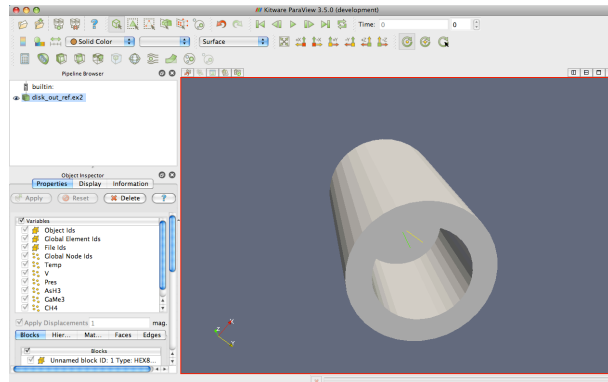 Kitware ParaView 3.5.0 (development)
Time: 0 0
Solid Color Surface
Pipeline Browser
builtin:
disk_out_ref.ex2
Object Inspector
Properties Display Information
Apply Reset Delete ?
Variables
Object Ids
Global Element Ids
File Ids
Global Node Ids
Temp
V
Pres
AsH3
GaMe3
CH4
Apply Displacements 1 mag.
Blocks Hier... Mat... Faces Edges
Blocks
Unnamed block ID: 1 Type: HEX8...